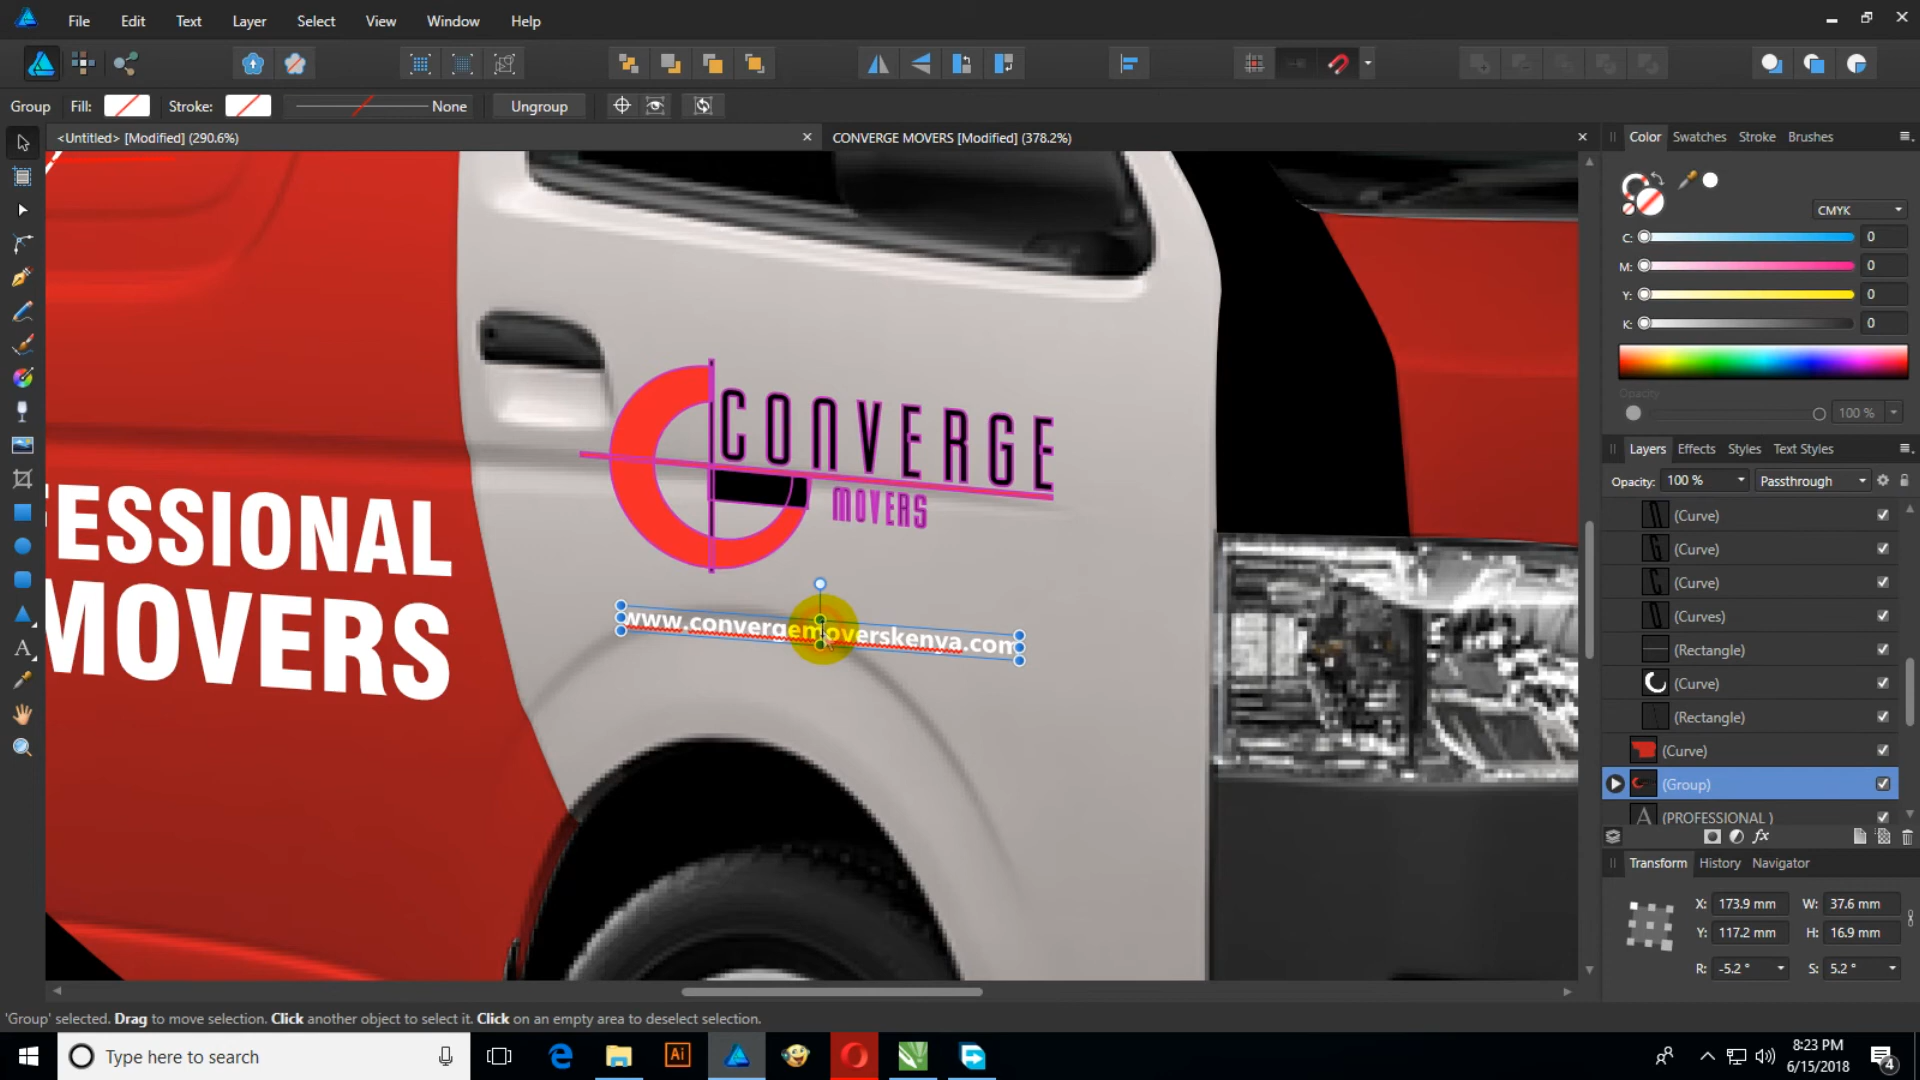 File Edit Text Layer Select View Window Help
Group Fill: Stroke: None Ungroup
<Untitled> [Modified] (290.6%)
CONVERGE MOVERS [Modified] (378.2%)
Color Swatches Stroke Brushes
CMYK
C: 0
M: 0
Y: 0
K: 0
Opacity
100 %
Layers Effects Styles Text Styles
Opacity: 100 % Passthrough
(Curve)
(Curve)
(Curve)
(Curves)
(Rectangle)
(Curve)
(Rectangle)
(Curve)
(Group)
(PROFESSIONAL )
Transform History Navigator
X: 173.9 mm W: 37.6 mm
Y: 117.2 mm H: 16.9 mm
R: -5.2 ° S: 5.2 °
CONVERGE
MOVERS
www.convergemoverskenya.com
FESSIONAL
MOVERS
'Group' selected. Drag to move selection. Click another object to select it. Click on an empty area to deselect selection.
Type here to search
Ai
8:23 PM
6/15/2018
4